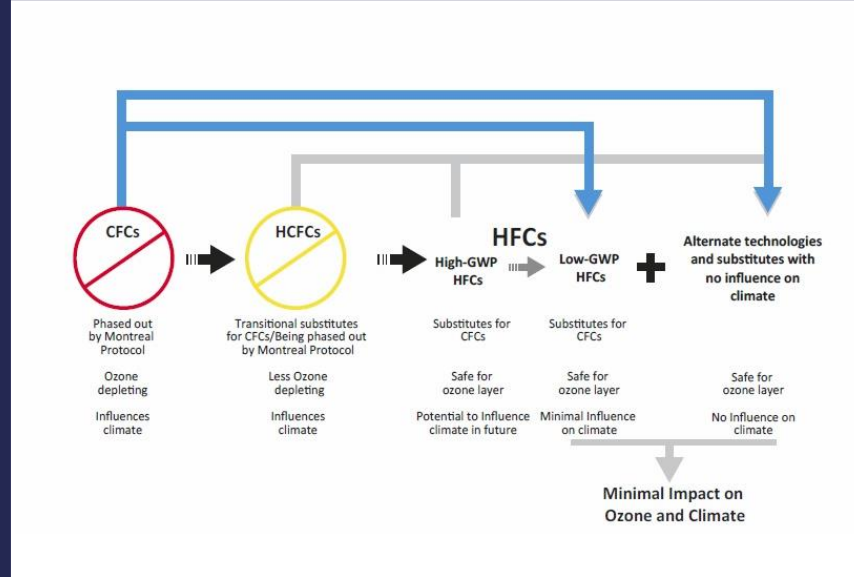 CFCs
HCFCs
HFCs
High-GWP
HFCs
Low-GWP
HFCs
Alternate technologies
and substitutes with
no influence on
climate
Phased out
by Montreal
Protocol
Ozone
depleting
Influences
climate
Transitional substitutes
for CFCs/Being phased out
by Montreal Protocol
Less Ozone
depleting
Influences
climate
Substitutes for
CFCs
Safe for
ozone layer
Potential to Influence
climate in future
Substitutes for
CFCs
Safe for
ozone layer
Minimal Influence
on climate
Safe for
ozone layer
No Influence on
climate
Minimal Impact on
Ozone and Climate